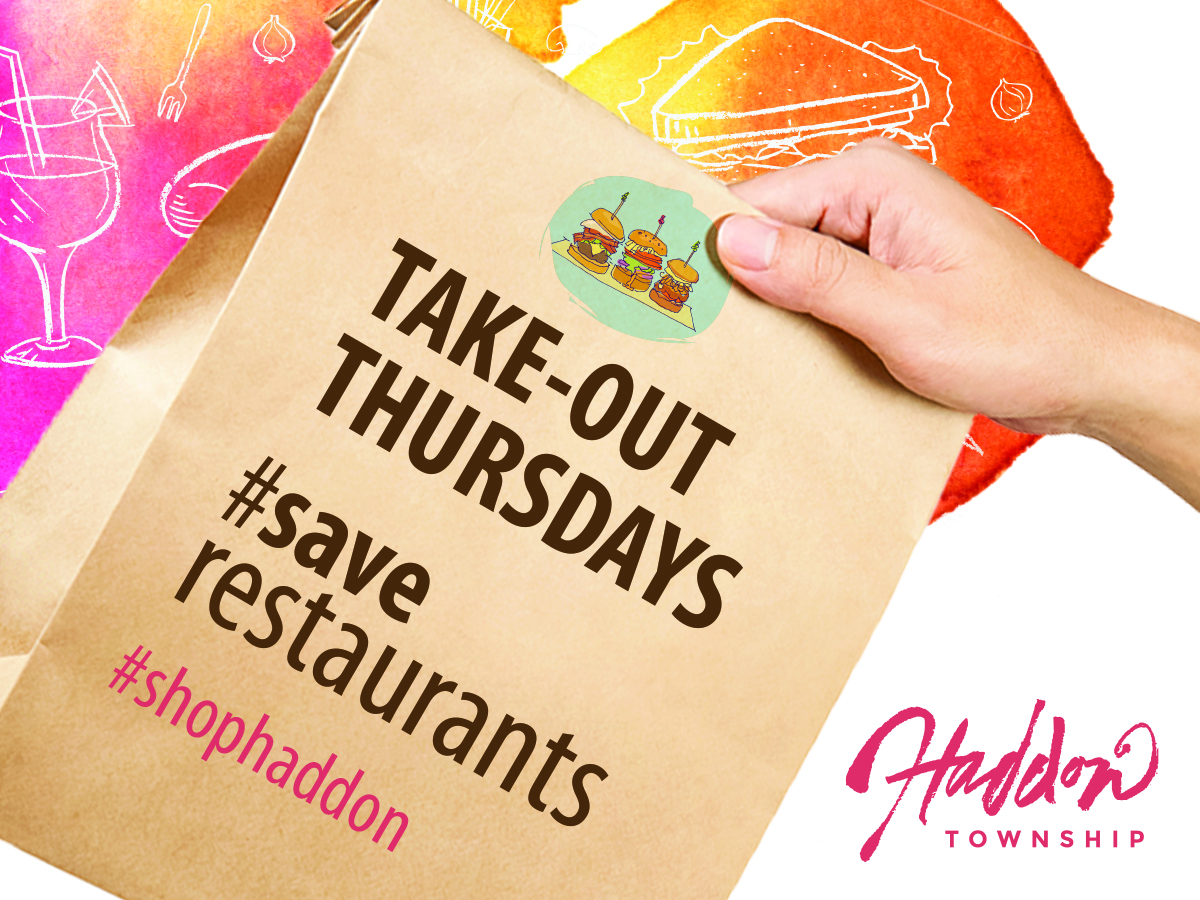 TAKE-OUT
THURSDAYS
#save
restaurants
#shophaddon
Haddon
TOWNSHIP